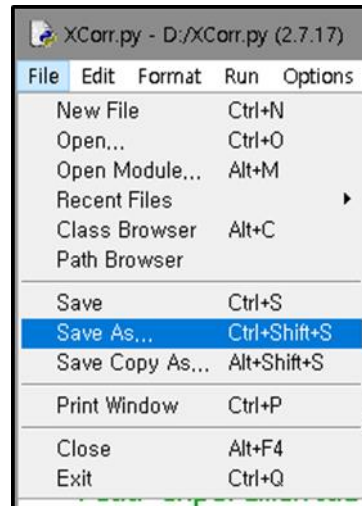 XCorr.py - D:/XCorr.py (2.7.17)
File Edit Format Run Options
New File Ctrl+N
Open... Ctrl+O
Open Module... Alt+M
Recent Files
Class Browser Alt+C
Path Browser
Save Ctrl+S
Save As... Ctrl+Shift+S
Save Copy As... Alt+Shift+S
Print Window Ctrl+P
Close Alt+F4
Exit Ctrl+Q